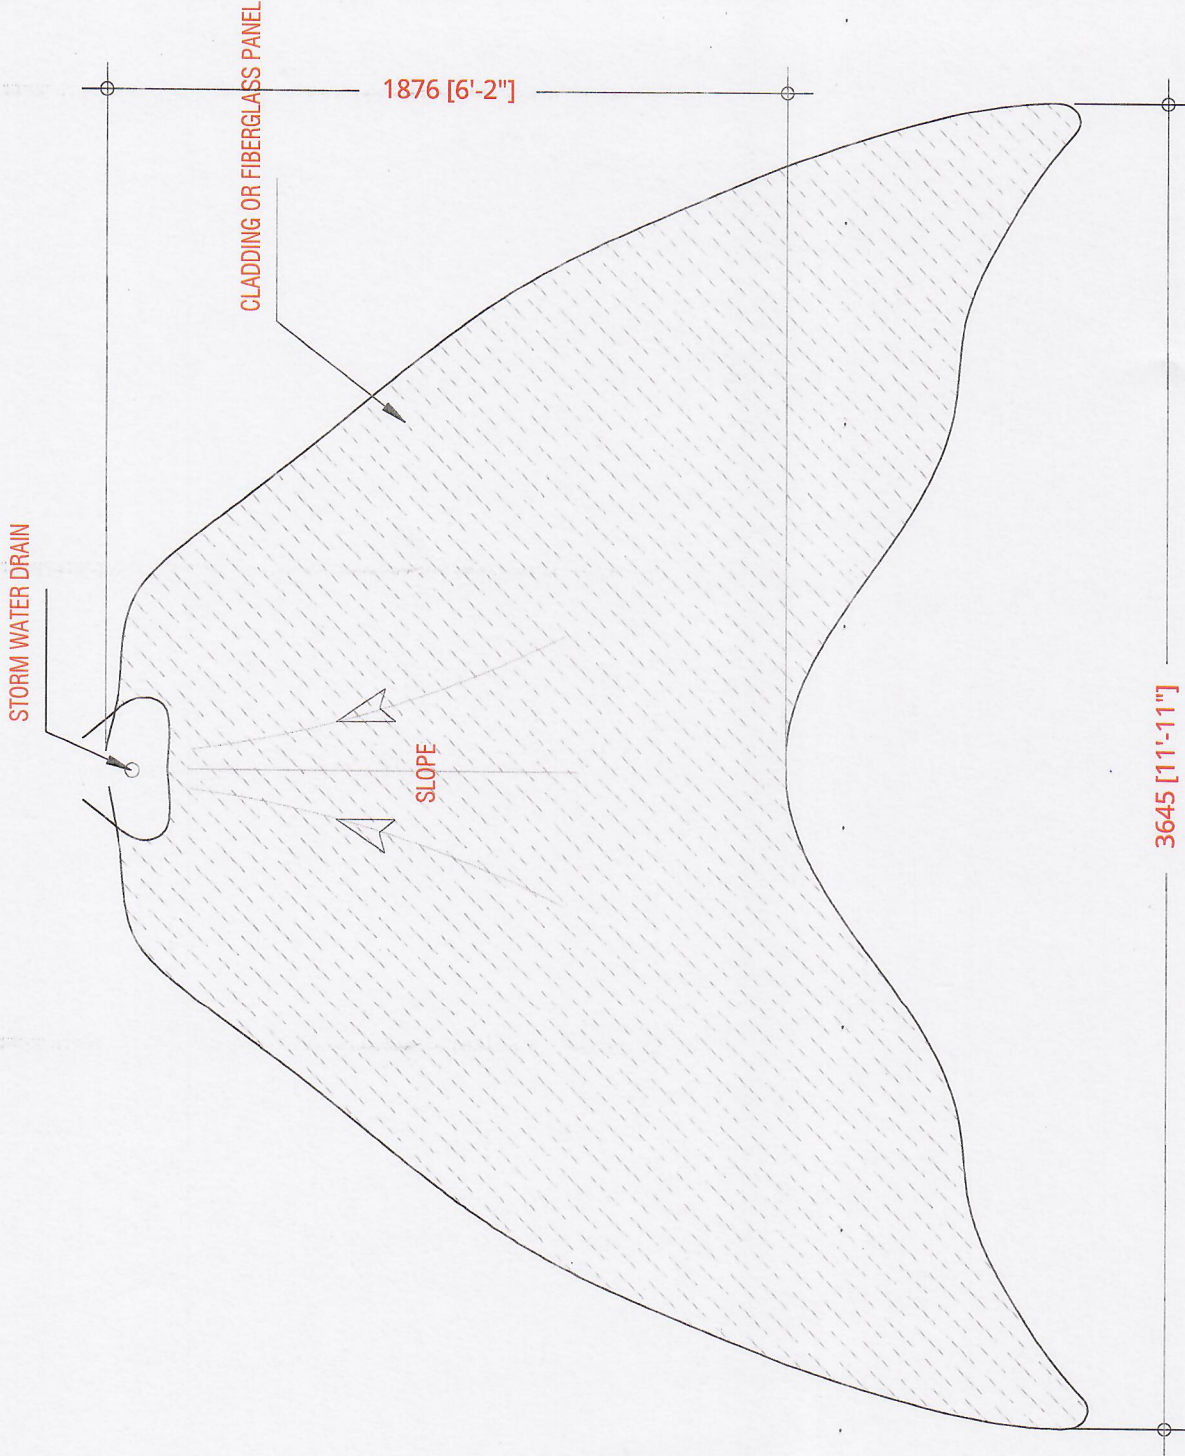 CLADDING OR FIBERGLASS PANEL
1876 [6'-2"]
STORM WATER DRAIN
SLOPE
3645 [11'-11"]